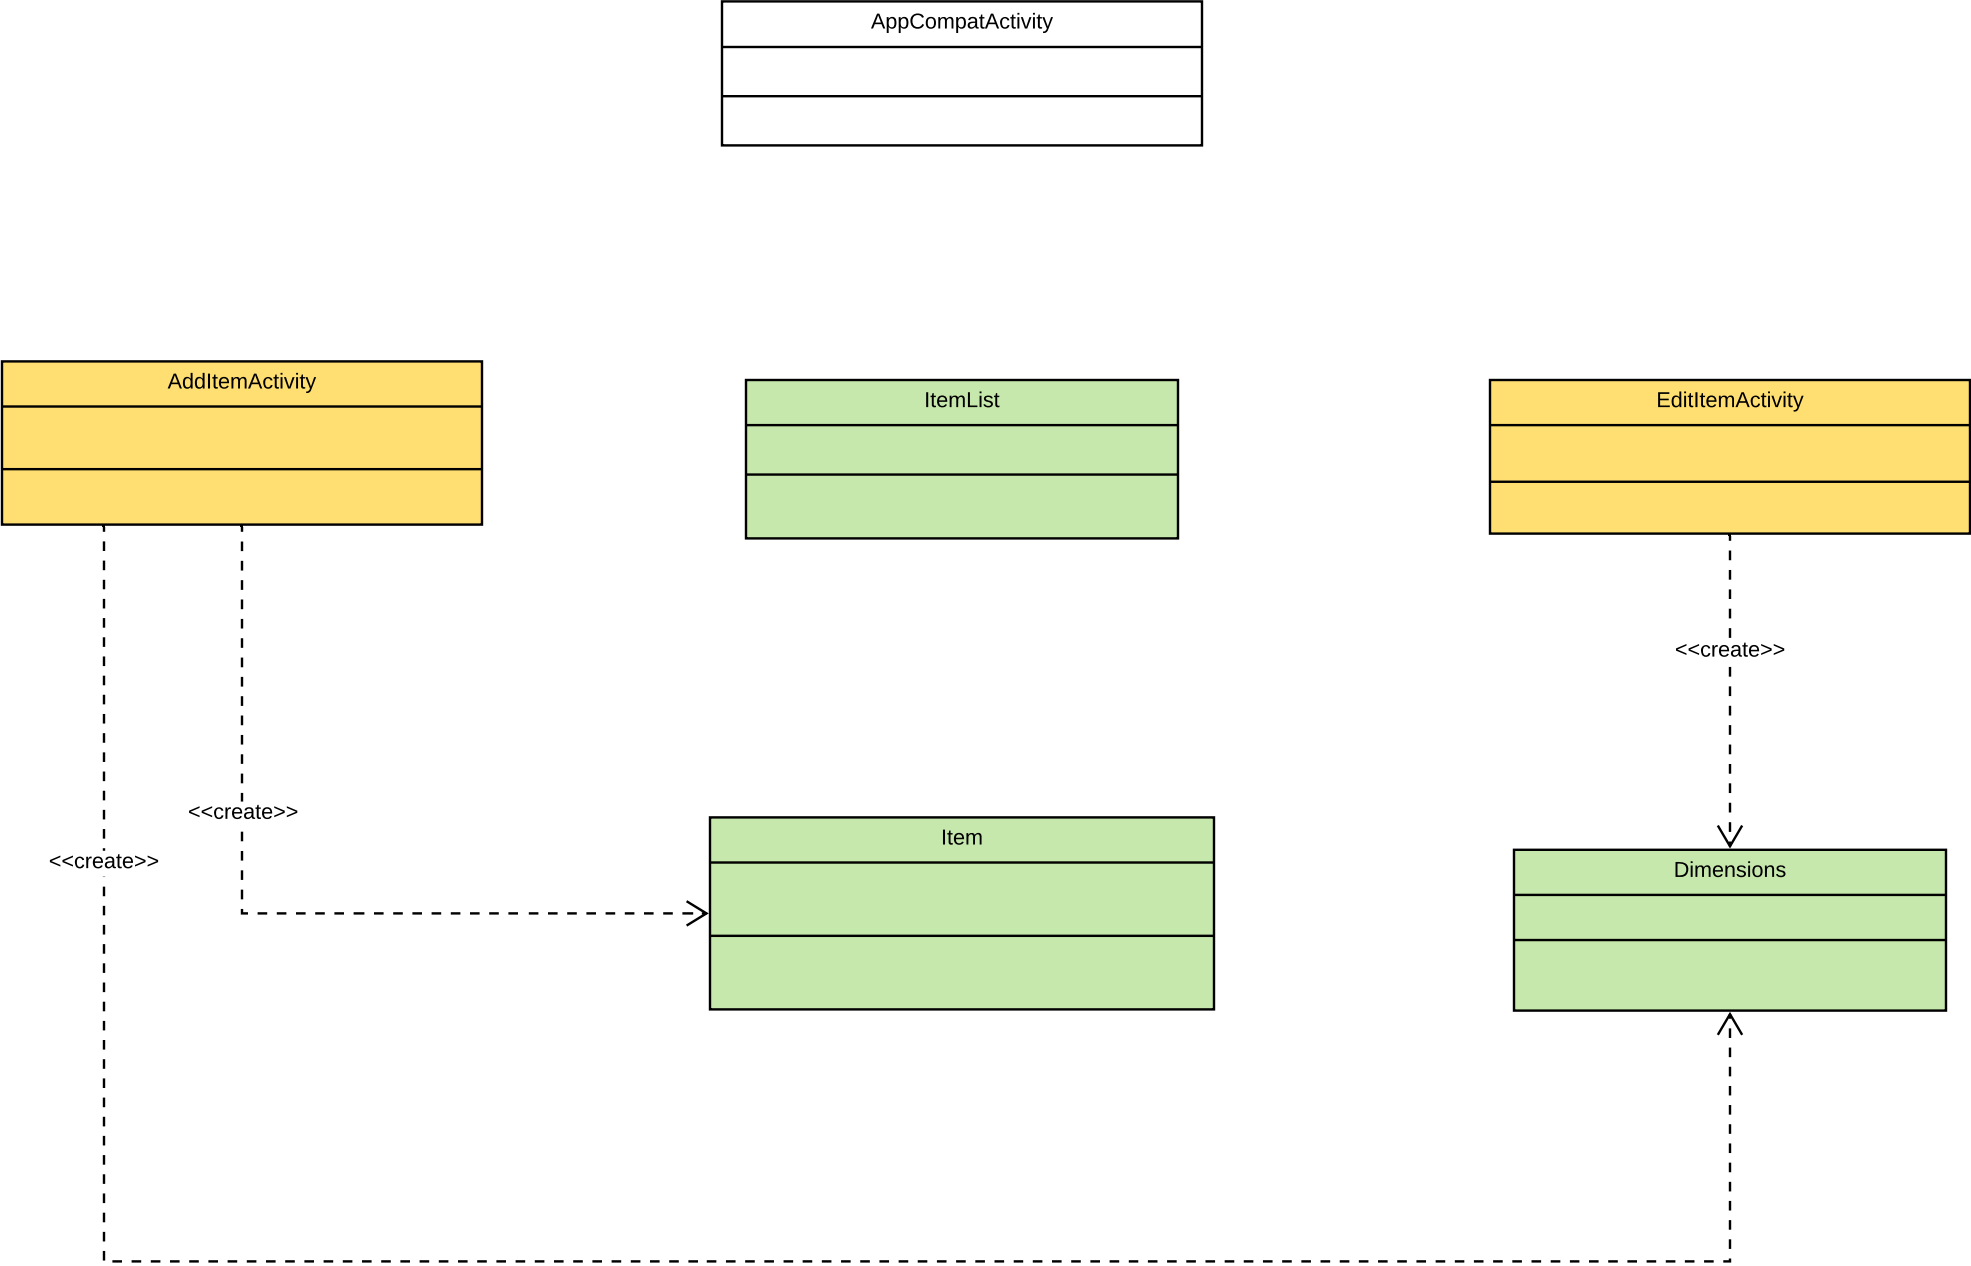 AppCompatActivity
AddItemActivity
ItemList
EditItemActivity
<<create>>
<<create>>
<<create>>
Item
Dimensions